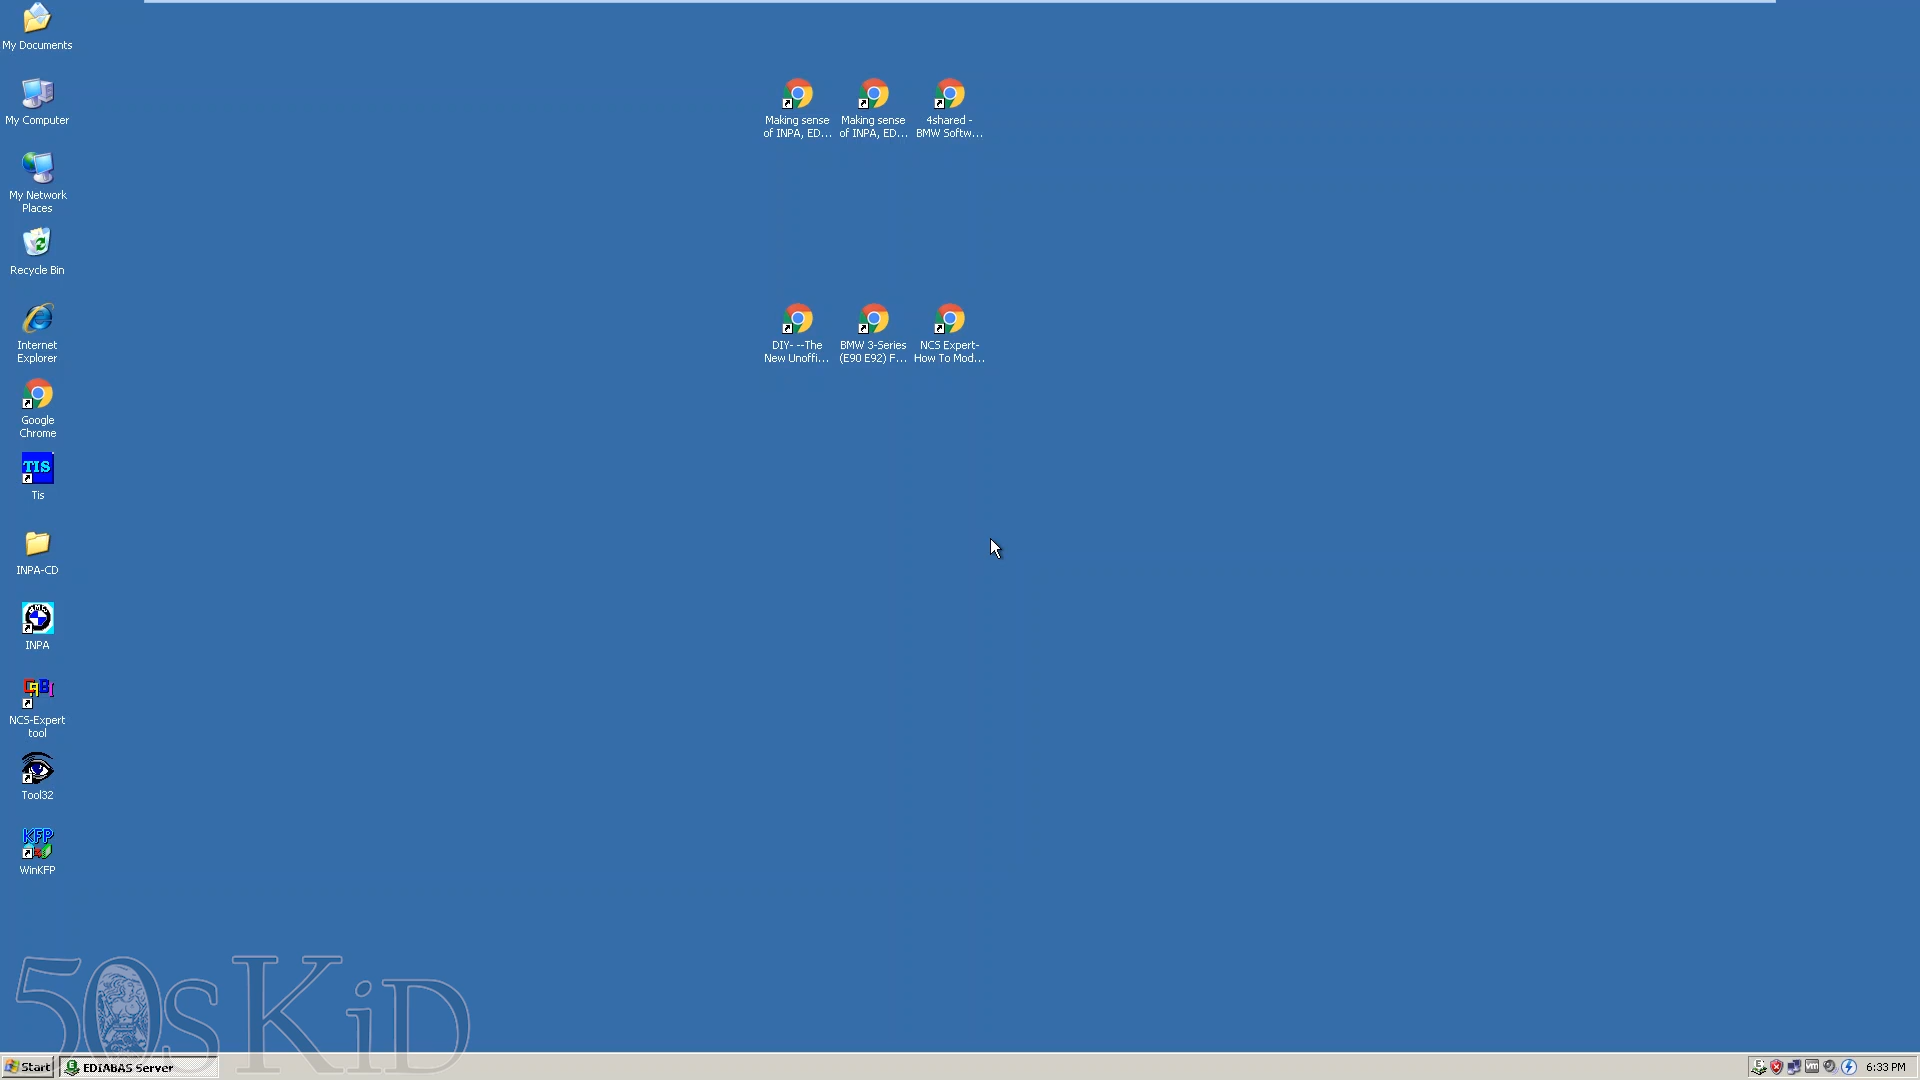 My Documents
My Computer
My Network
Places
Recycle Bin
Internet
Explorer
Google
Chrome
TIS
Tis
INPA-CD
INPA
NCS-Expert
tool
Tool32
KFP
WinKFP
Making sense
of INPA, ED...
Making sense
of INPA, ED...
4shared -
BMW Softw...
DIY- --The
New Unoffi...
BMW 3-Series
(E90 E92) F...
NCS Expert-
How To Mod...
50sKiD
Start
EDIABAS Server
6:33 PM